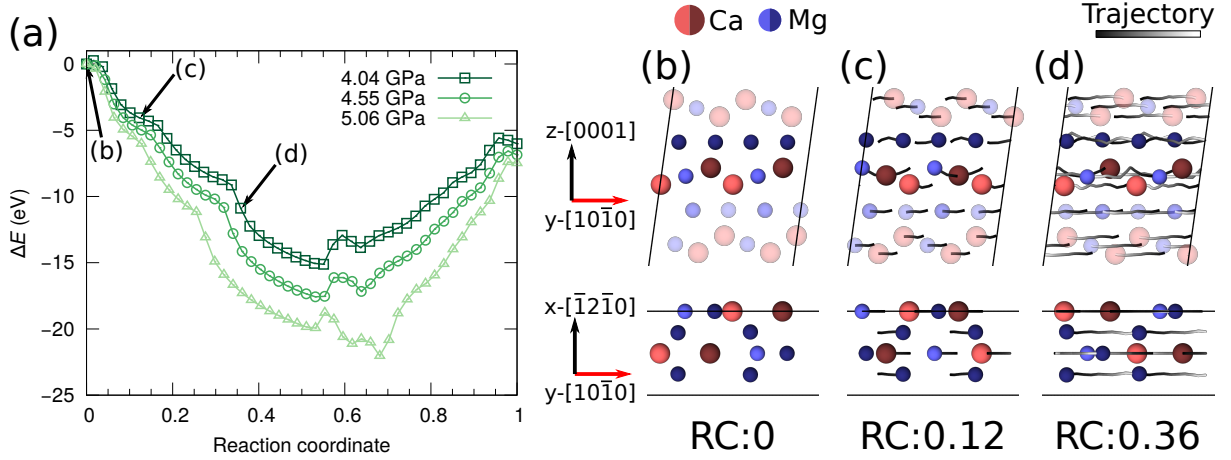 (a)
ΔE (eV)
0
−5
−10
−15
−20
−25
0
0.2
0.4
0.6
0.8
1
Reaction coordinate
4.04 GPa
4.55 GPa
5.06 GPa
(b)
(c)
(d)
Ca Mg
Trajectory
(b) (c) (d)
z-[0001]
y-[101̄0]
x-[1̄21̄0]
y-[101̄0]
RC:0 RC:0.12 RC:0.36